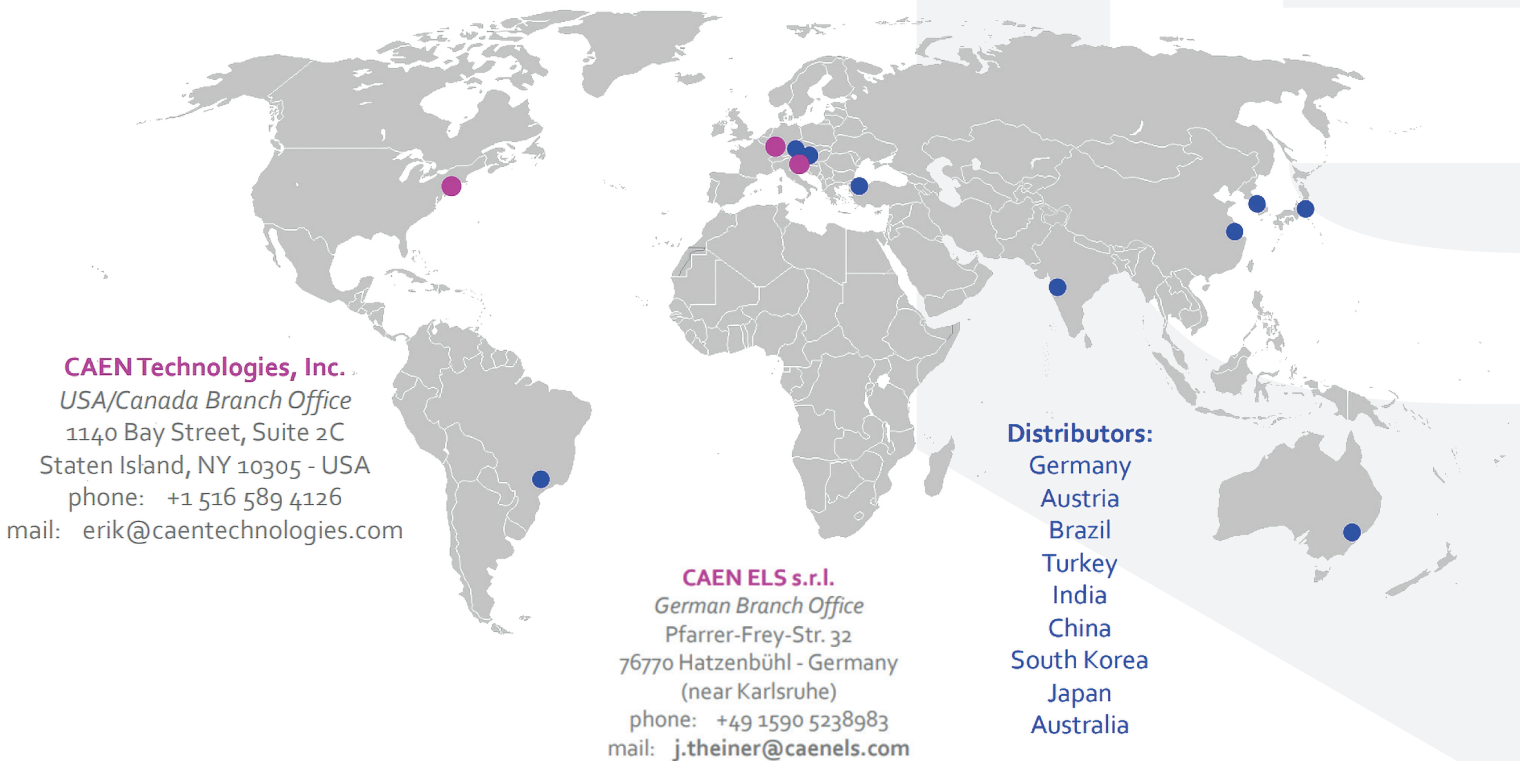 CAEN Technologies, Inc.
USA/Canada Branch Office
1140 Bay Street, Suite 2C
Staten Island, NY 10305 - USA
phone: +1 516 589 4126
mail: erik@caentechnologies.com
CAEN ELS s.r.l.
German Branch Office
Pfarrer-Frey-Str. 32
76770 Hatzenbühl - Germany
(near Karlsruhe)
phone: +49 1590 5238983
mail: j.theiner@caenels.com
Distributors:
Germany
Austria
Brazil
Turkey
India
China
South Korea
Japan
Australia